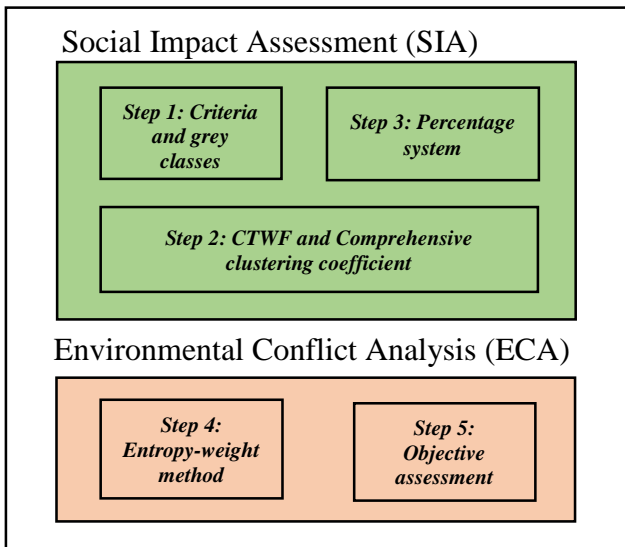 Social Impact Assessment (SIA)
Step 1: Criteria
and grey
classes
Step 3: Percentage
system
Step 2: CTWF and Comprehensive
clustering coefficient
Environmental Conflict Analysis (ECA)
Step 4:
Entropy-weight
method
Step 5:
Objective
assessment